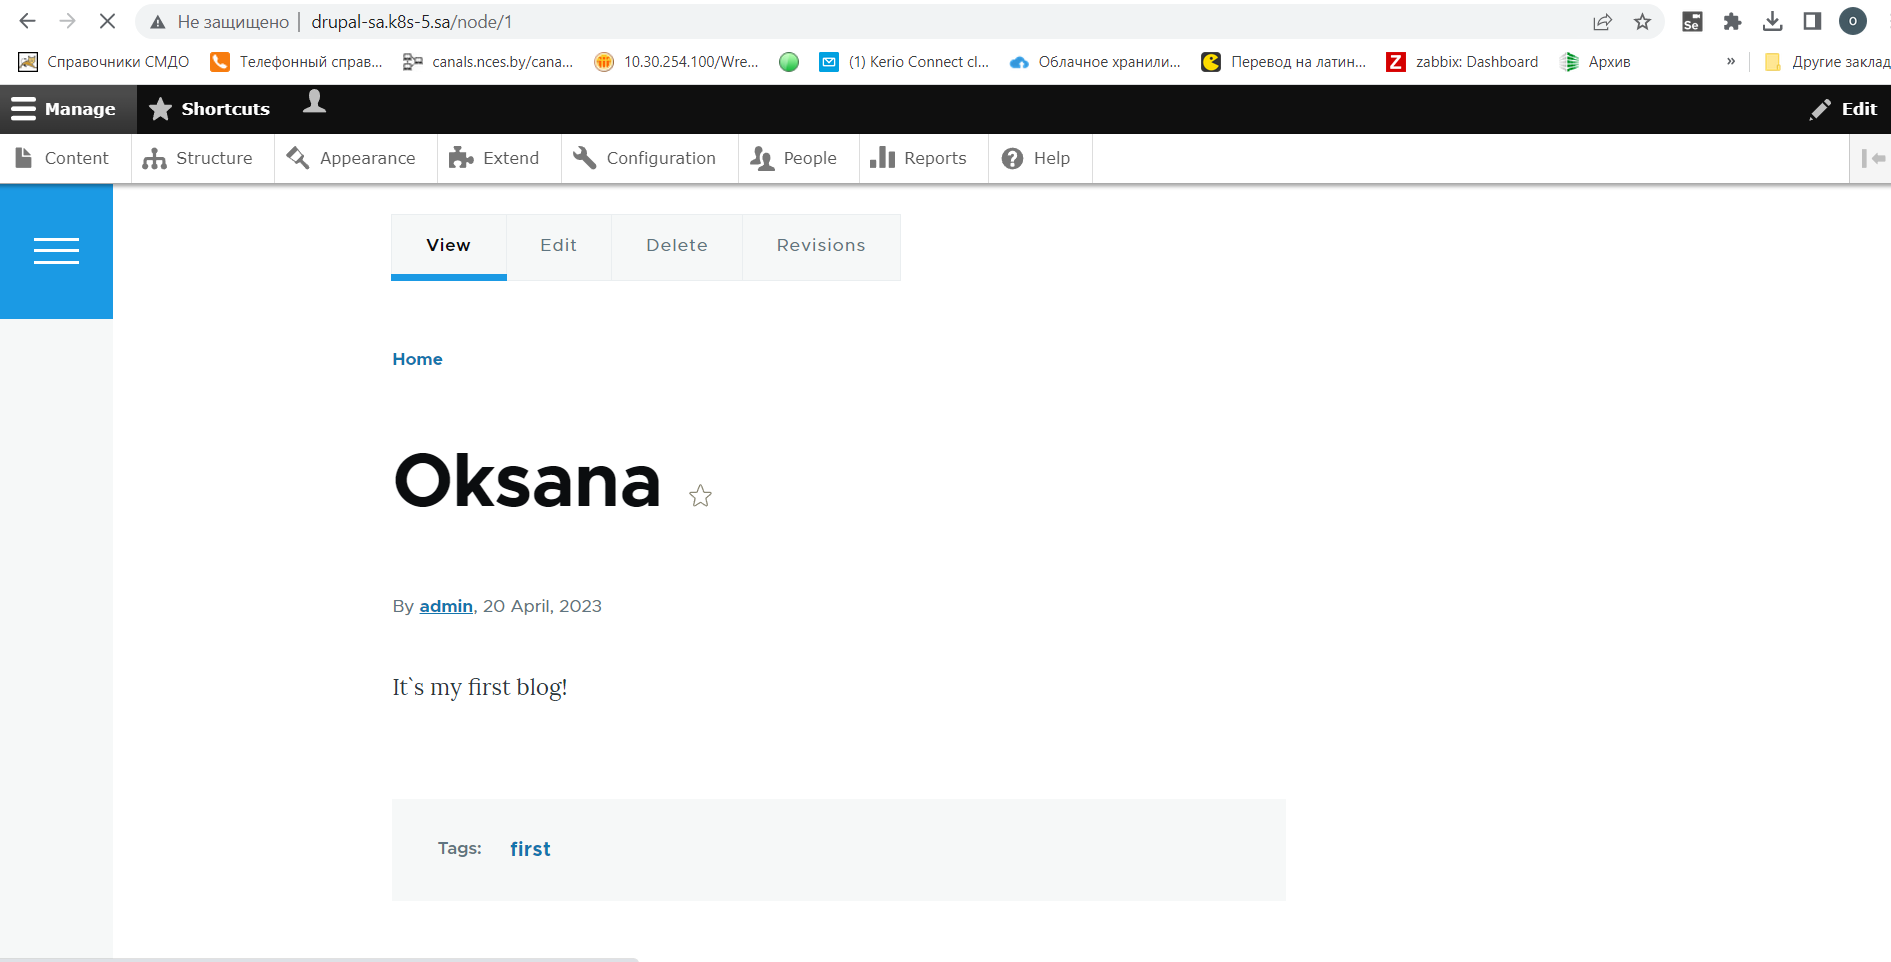 Не защищено | drupal-sa.k8s-5.sa/node/1
Se
O
Справочники СМДО Телефонный справ... canals.nces.by/cana... 10.30.254.100/Wre... (1) Kerio Connect cl... Облачное хранили... Перевод на латин... Z zabbix: Dashboard Архив » Другие заклад
Manage Shortcuts Edit
Content Structure Appearance Extend Configuration People Reports Help
View Edit Delete Revisions
Home
Oksana
By admin, 20 April, 2023
It`s my first blog!
Tags: first